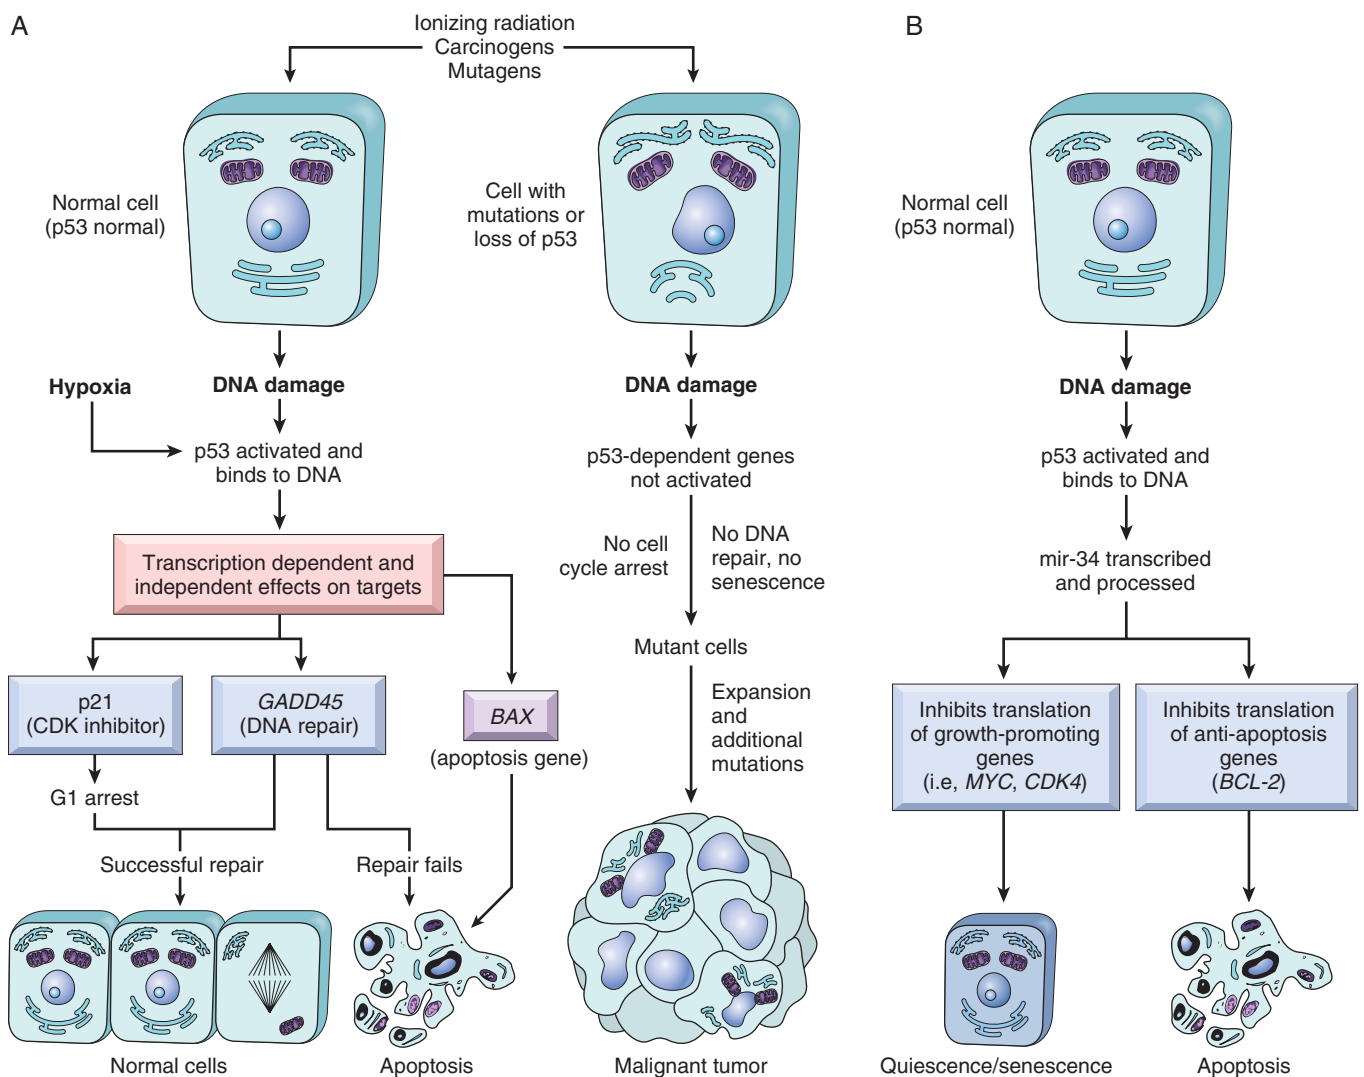 A
Ionizing radiation
Carcinogens
Mutagens
Normal cell
(p53 normal)
Cell with
mutations or
loss of p53
Hypoxia
DNA damage
p53 activated and
binds to DNA
Transcription dependent and
independent effects on targets
p21
(CDK inhibitor)
GADD45
(DNA repair)
BAX
(apoptosis gene)
G1 arrest
Successful repair
Repair fails
Normal cells
Apoptosis
DNA damage
p53-dependent genes
not activated
No cell
cycle arrest
No DNA
repair, no
senescence
Mutant cells
Expansion
and
additional
mutations
Malignant tumor
B
Normal cell
(p53 normal)
DNA damage
p53 activated and
binds to DNA
mir-34 transcribed
and processed
Inhibits translation
of growth-promoting
genes
(i.e, MYC, CDK4)
Inhibits translation
of anti-apoptosis
genes
(BCL-2)
Quiescence/senescence
Apoptosis